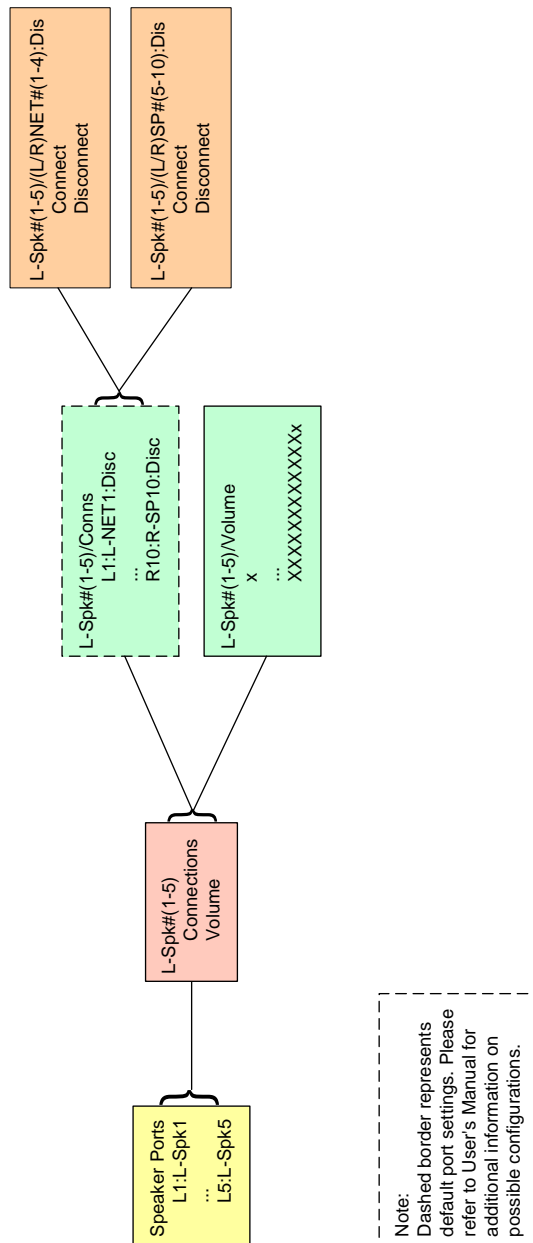 Speaker Ports
L1:L-Spk1
...
L5:L-Spk5
L-Spk#(1-5)
Connections
Volume
L-Spk#(1-5)/Conns
L1:L-NET1:Disc
...
R10:R-SP10:Disc
L-Spk#(1-5)/Volume
x
...
XXXXXXXXXXXXx
L-Spk#(1-5)/(L/R)NET#(1-4):Dis
Connect
Disconnect
L-Spk#(1-5)/(L/R)SP#(5-10):Dis
Connect
Disconnect
Note:
Dashed border represents
default port settings. Please
refer to User's Manual for
additional information on
possible configurations.